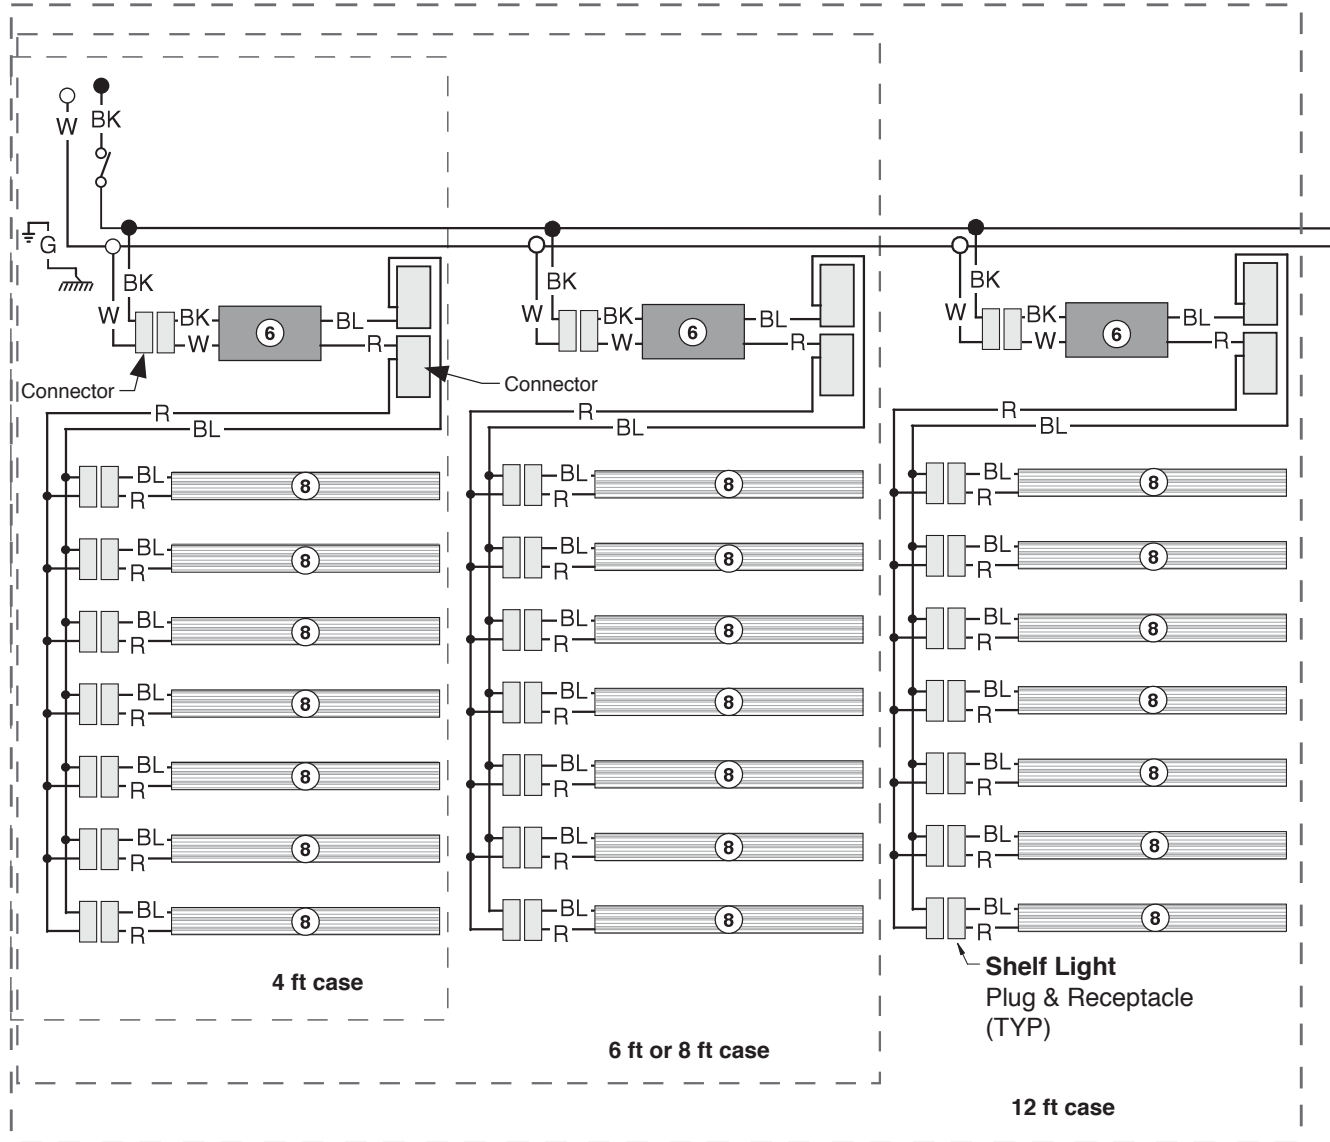 W BK
G
BK BK BK
W BK BL W BK BL W BK BL
6 6 6
W R W R W R
Connector Connector
R R R
BL BL BL
BL 8 BL 8 BL 8
R R R
BL 8 BL 8 BL 8
R R R
BL 8 BL 8 BL 8
R R R
BL 8 BL 8 BL 8
R R R
BL 8 BL 8 BL 8
R R R
BL 8 BL 8 BL 8
R R R
BL 8 BL 8 BL 8
R R R
Shelf Light
Plug & Receptacle
(TYP)
4 ft case
6 ft or 8 ft case
12 ft case